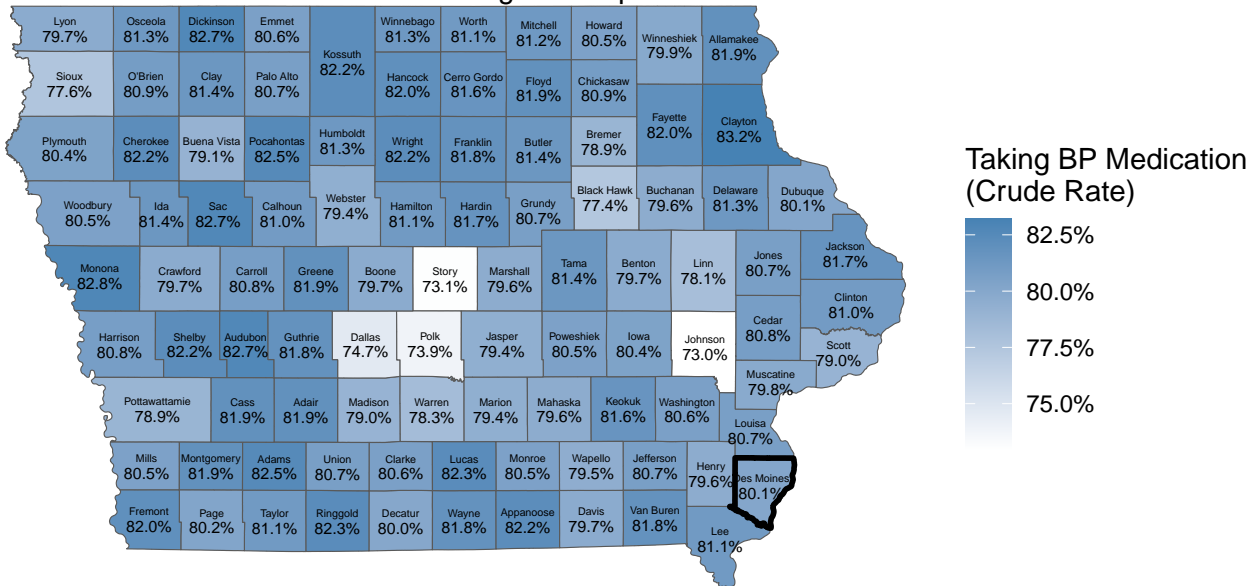 Lyon
79.7%
Osceola
81.3%
Dickinson
82.7%
Emmet
80.6%
Kossuth
82.2%
Winnebago
81.3%
Worth
81.1%
Mitchell
81.2%
Howard
80.5%
Winneshiek
79.9%
Allamakee
81.9%
Sioux
77.6%
O'Brien
80.9%
Clay
81.4%
Palo Alto
80.7%
Hancock
82.0%
Cerro Gordo
81.6%
Floyd
81.9%
Chickasaw
80.9%
Fayette
82.0%
Clayton
83.2%
Plymouth
80.4%
Cherokee
82.2%
Buena Vista
79.1%
Pocahontas
82.5%
Humboldt
81.3%
Wright
82.2%
Franklin
81.8%
Butler
81.4%
Bremer
78.9%
Woodbury
80.5%
Ida
81.4%
Sac
82.7%
Calhoun
81.0%
Webster
79.4%
Hamilton
81.1%
Hardin
81.7%
Grundy
80.7%
Black Hawk
77.4%
Buchanan
79.6%
Delaware
81.3%
Dubuque
80.1%
Monona
82.8%
Crawford
79.7%
Carroll
80.8%
Greene
81.9%
Boone
79.7%
Story
73.1%
Marshall
79.6%
Tama
81.4%
Benton
79.7%
Linn
78.1%
Jones
80.7%
Jackson
81.7%
Clinton
81.0%
Harrison
80.8%
Shelby
82.2%
Audubon
82.7%
Guthrie
81.8%
Dallas
74.7%
Polk
73.9%
Jasper
79.4%
Poweshiek
80.5%
Iowa
80.4%
Johnson
73.0%
Cedar
80.8%
Scott
79.0%
Muscatine
79.8%
Pottawattamie
78.9%
Cass
81.9%
Adair
81.9%
Madison
79.0%
Warren
78.3%
Marion
79.4%
Mahaska
79.6%
Keokuk
81.6%
Washington
80.6%
Louisa
80.7%
Mills
80.5%
Montgomery
81.9%
Adams
82.5%
Union
80.7%
Clarke
80.6%
Lucas
82.3%
Monroe
80.5%
Wapello
79.5%
Jefferson
80.7%
Henry
79.6%
Des Moines
80.1%
Fremont
82.0%
Page
80.2%
Taylor
81.1%
Ringgold
82.3%
Decatur
80.0%
Wayne
81.8%
Appanoose
82.2%
Davis
79.7%
Van Buren
81.8%
Lee
81.1%
Taking BP Medication
(Crude Rate)
82.5%
80.0%
77.5%
75.0%